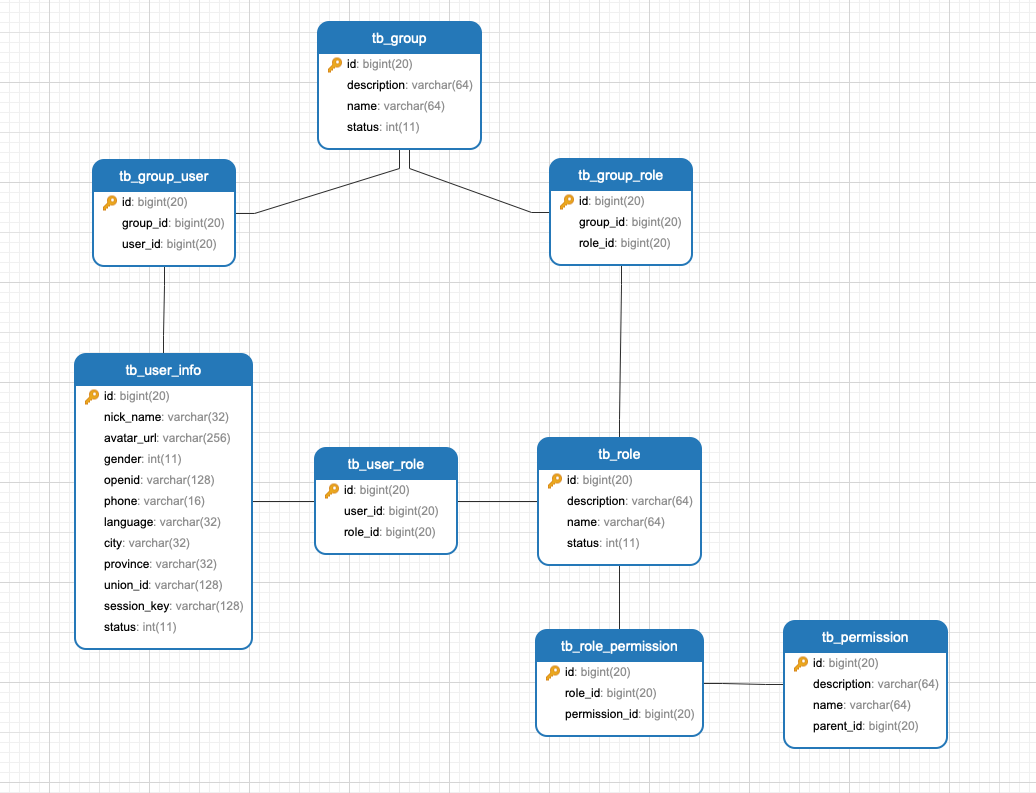 tb_group
id: bigint(20)
description: varchar(64)
name: varchar(64)
status: int(11)
tb_group_user
id: bigint(20)
group_id: bigint(20)
user_id: bigint(20)
tb_group_role
id: bigint(20)
group_id: bigint(20)
role_id: bigint(20)
tb_user_info
id: bigint(20)
nick_name: varchar(32)
avatar_url: varchar(256)
gender: int(11)
openid: varchar(128)
phone: varchar(16)
language: varchar(32)
city: varchar(32)
province: varchar(32)
union_id: varchar(128)
session_key: varchar(128)
status: int(11)
tb_user_role
id: bigint(20)
user_id: bigint(20)
role_id: bigint(20)
tb_role
id: bigint(20)
description: varchar(64)
name: varchar(64)
status: int(11)
tb_role_permission
id: bigint(20)
role_id: bigint(20)
permission_id: bigint(20)
tb_permission
id: bigint(20)
description: varchar(64)
name: varchar(64)
parent_id: bigint(20)